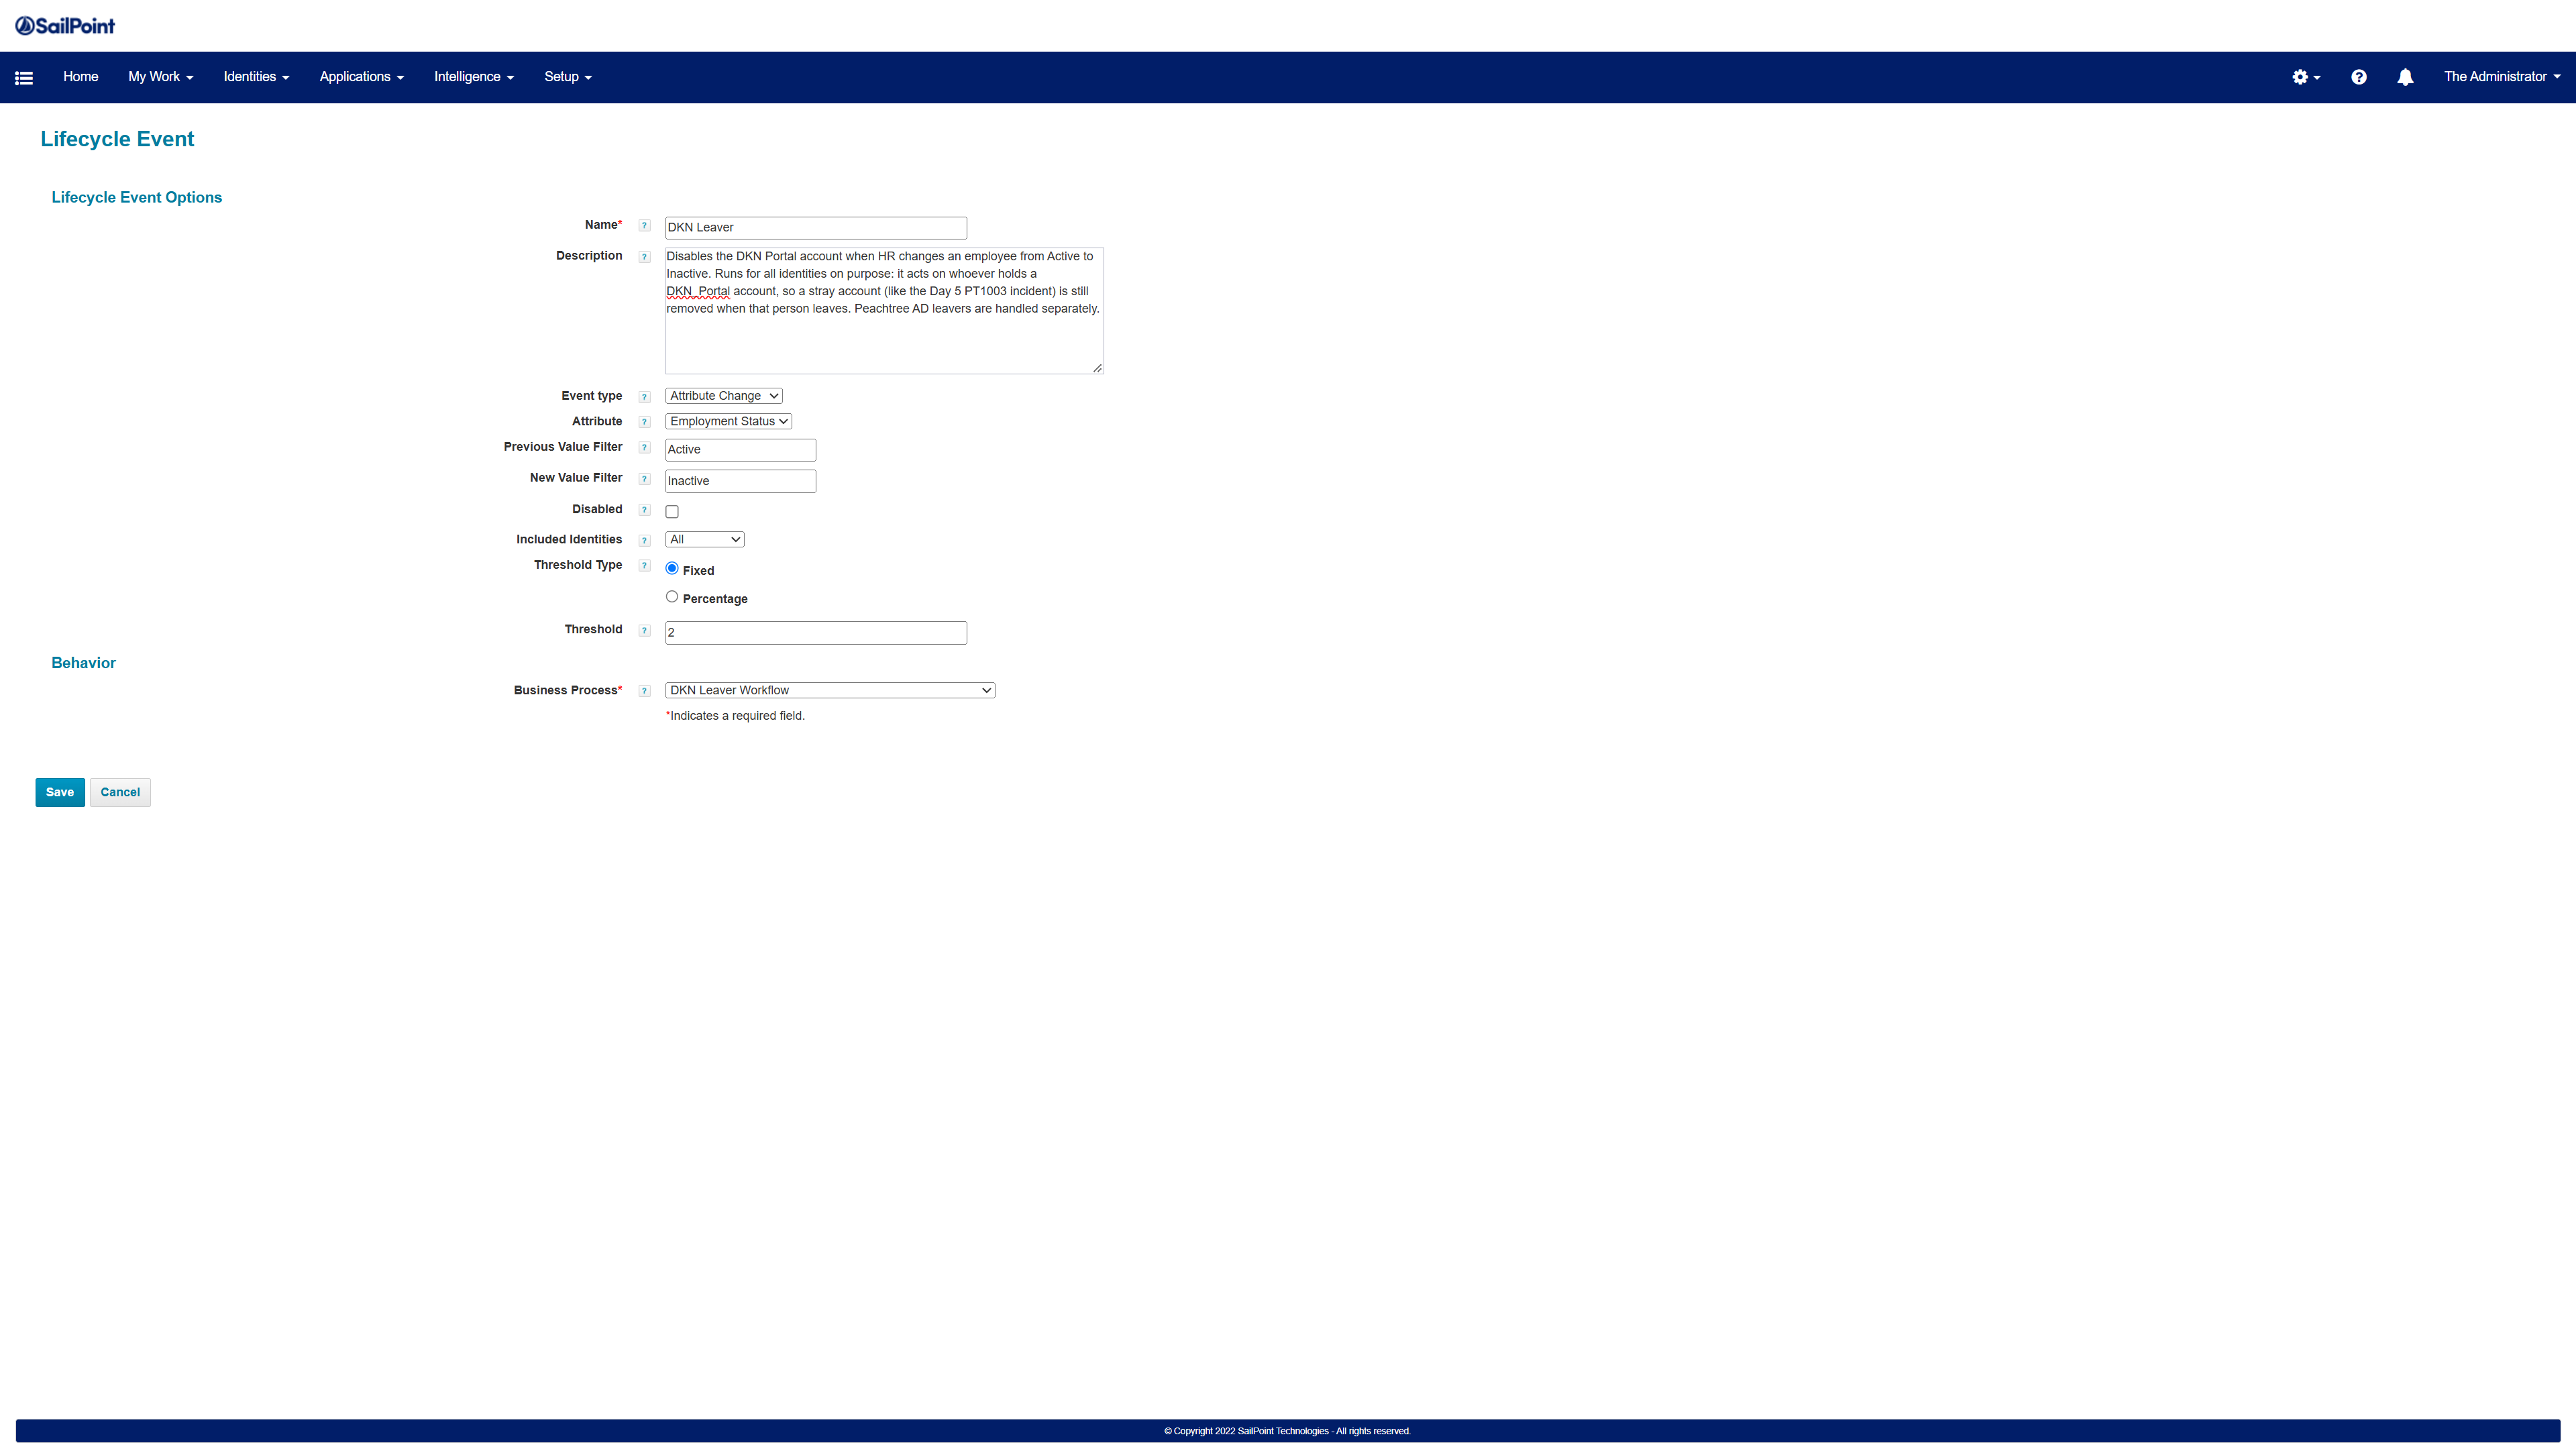 SailPoint
Home My Work Identities Applications Intelligence Setup The Administrator
Lifecycle Event
Lifecycle Event Options
Name* ? DKN Leaver
Description ? Disables the DKN Portal account when HR changes an employee from Active to
Inactive. Runs for all identities on purpose: it acts on whoever holds a
DKN_Portal account, so a stray account (like the Day 5 PT1003 incident) is still
removed when that person leaves. Peachtree AD leavers are handled separately.
Event type ? Attribute Change
Attribute ? Employment Status
Previous Value Filter ? Active
New Value Filter ? Inactive
Disabled ?
Included Identities ? All
Threshold Type ? Fixed
Percentage
Threshold ? 2
Behavior
Business Process* ? DKN Leaver Workflow
*Indicates a required field.
Save Cancel
© Copyright 2022 SailPoint Technologies - All rights reserved.